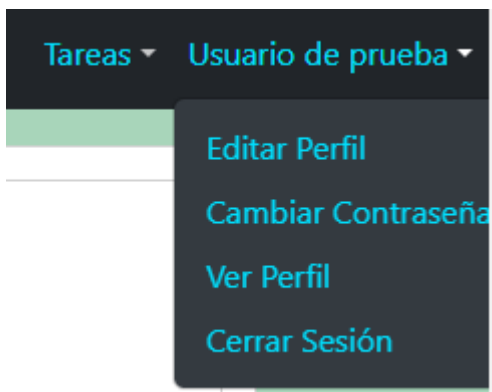 Tareas Usuario de prueba
Editar Perfil
Cambiar Contraseña
Ver Perfil
Cerrar Sesión